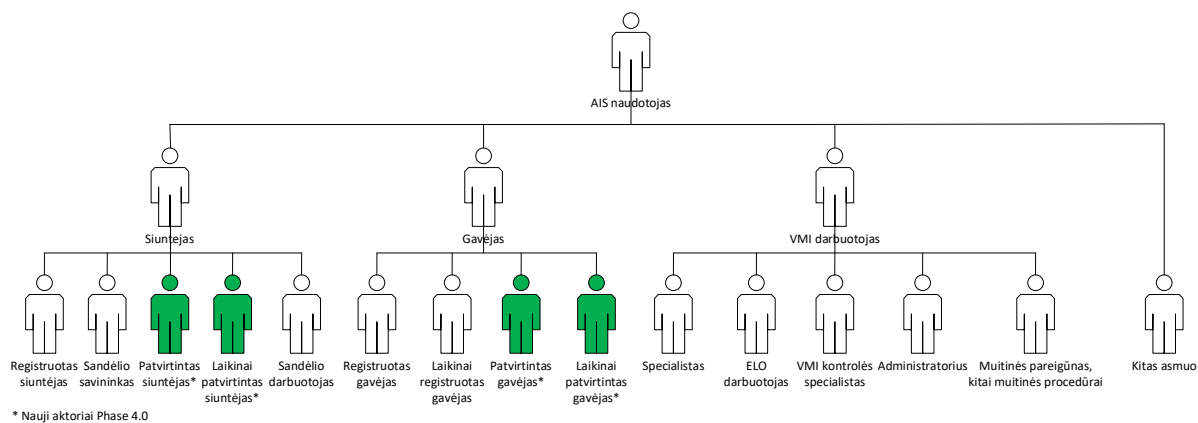 AIS naudotojas
Siuntėjas
Gavėjas
VMI darbuotojas
Registruotas
siuntėjas
Sandėlio
savininkas
Patvirtintas
siuntėjas*
Laikinai
patvirtintas
siuntėjas*
Sandėlio
darbuotojas
Registruotas
gavėjas
Laikinai
registruotas
gavėjas
Patvirtintas
gavėjas*
Laikinai
patvirtintas
gavėjas*
Specialistas
ELO
darbuotojas
VMI kontrolės
specialistas
Administratorius
Muitinės pareigūnas,
kitai muitinės procedūrai
Kitas asmuo
* Nauji aktoriai Phase 4.0